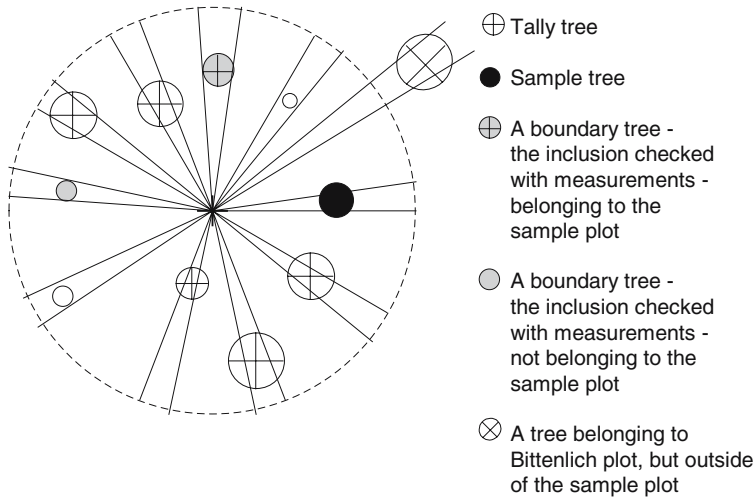 Tally tree
Sample tree
A boundary tree -
the inclusion checked
with measurements -
belonging to the
sample plot
A boundary tree -
the inclusion checked
with measurements -
not belonging to the
sample plot
A tree belonging to
Bittenlich plot, but outside
of the sample plot